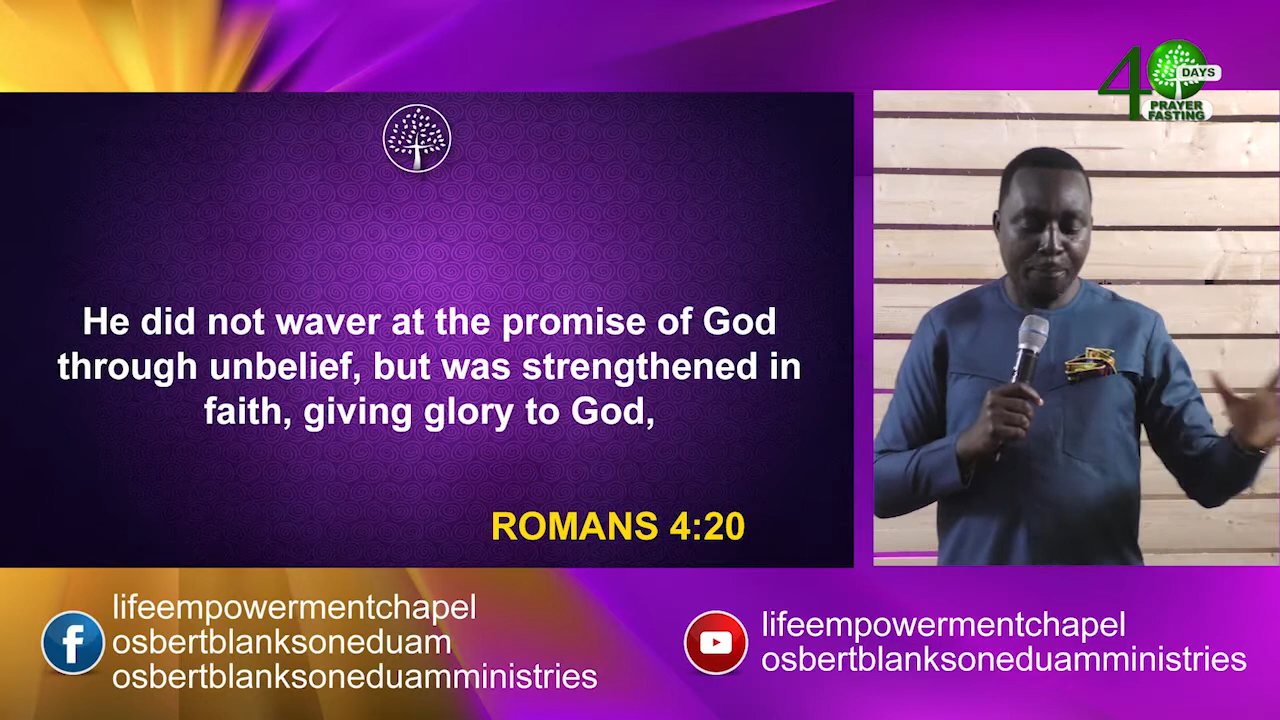 40
DAYS
PRAYER
FASTING
He did not waver at the promise of God
through unbelief, but was strengthened in
faith, giving glory to God,
ROMANS 4:20
lifeempowermentchapel
osbertblanksoneduam
osbertblanksoneduamministries
lifeempowermentchapel
osbertblanksoneduamministries